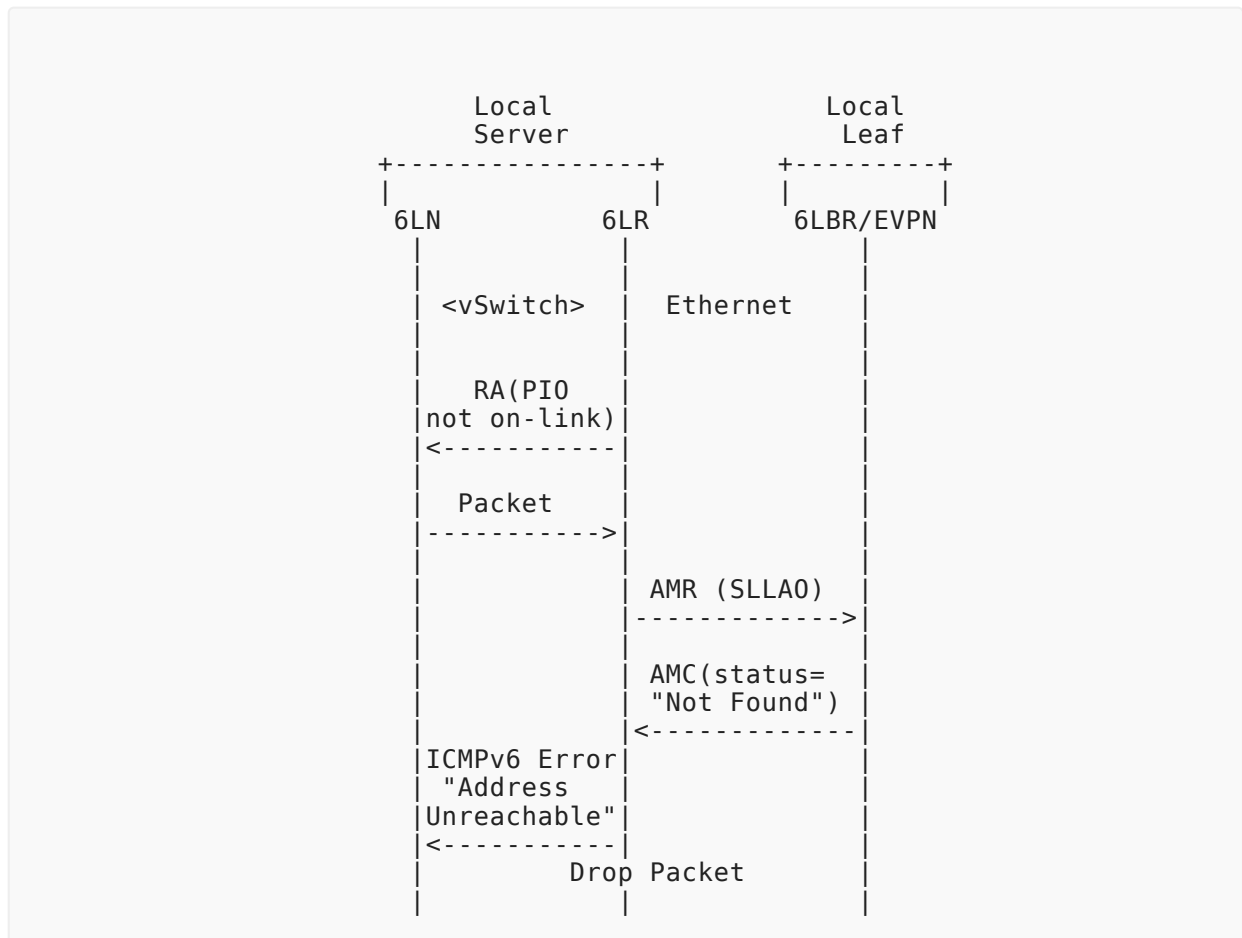 Local Local
Server Leaf
+----------------+ +---------+
| | | |
6LN 6LR 6LBR/EVPN
| | |
| | |
| <vSwitch> | Ethernet |
| | |
| | |
| RA(PIO | |
|not on-link)| |
|<-----------| |
| | |
| Packet | |
|----------->| |
| | |
| | AMR (SLLAO) |
| |------------->|
| | |
| | AMC(status= |
| | "Not Found") |
| |<-------------|
|ICMPv6 Error| |
| "Address | |
|Unreachable"| |
|<-----------| |
| Drop Packet |
| | |